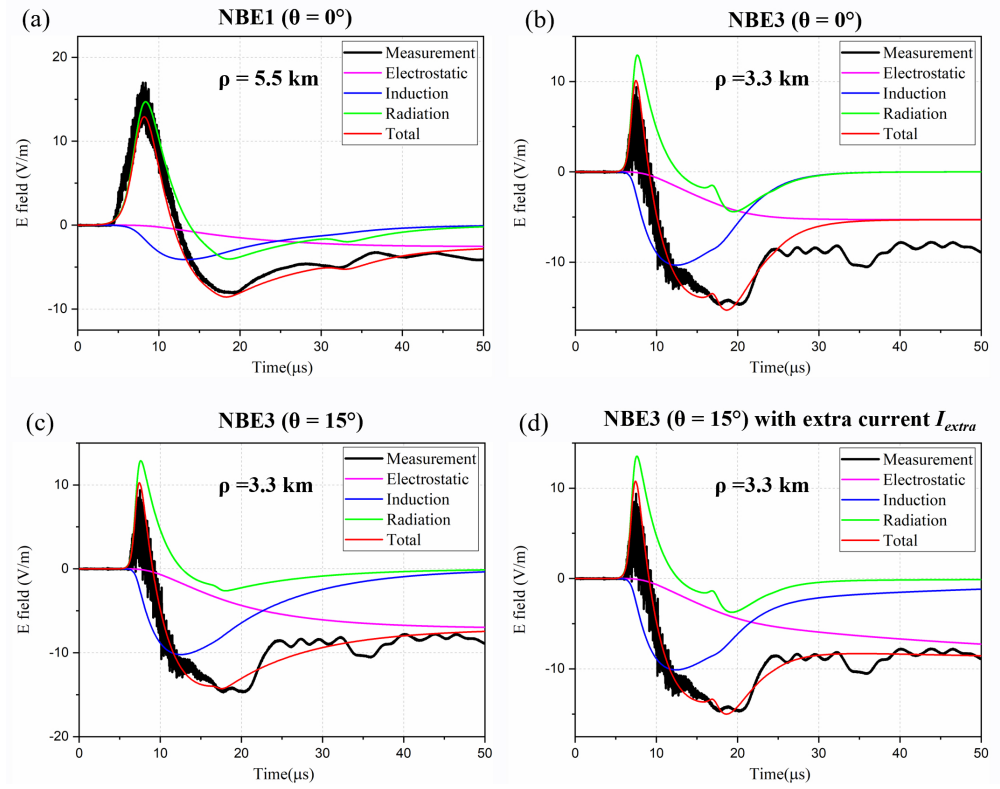 (a)
NBE1 (θ = 0°)
ρ = 5.5 km
Measurement
Electrostatic
Induction
Radiation
Total
E field (V/m)
20
10
0
-10
0
10
20
30
40
50
Time(μs)
(b)
NBE3 (θ = 0°)
ρ =3.3 km
Measurement
Electrostatic
Induction
Radiation
Total
E field (V/m)
10
0
-10
0
10
20
30
40
50
Time(μs)
(c)
NBE3 (θ = 15°)
ρ =3.3 km
Measurement
Electrostatic
Induction
Radiation
Total
E field (V/m)
10
0
-10
-20
0
10
20
30
40
50
Time(μs)
(d)
NBE3 (θ = 15°) with extra current Iextra
ρ =3.3 km
Measurement
Electrostatic
Induction
Radiation
Total
E field (V/m)
10
0
-10
0
10
20
30
40
50
Time(μs)